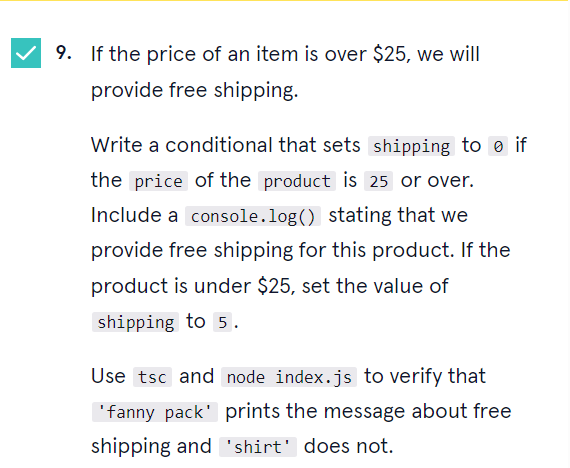 9. If the price of an item is over $25, we will
provide free shipping.
Write a conditional that sets shipping to 0 if
the price of the product is 25 or over.
Include a console.log() stating that we
provide free shipping for this product. If the
product is under $25, set the value of
shipping to 5.
Use tsc and node index.js to verify that
'fanny pack' prints the message about free
shipping and 'shirt' does not.